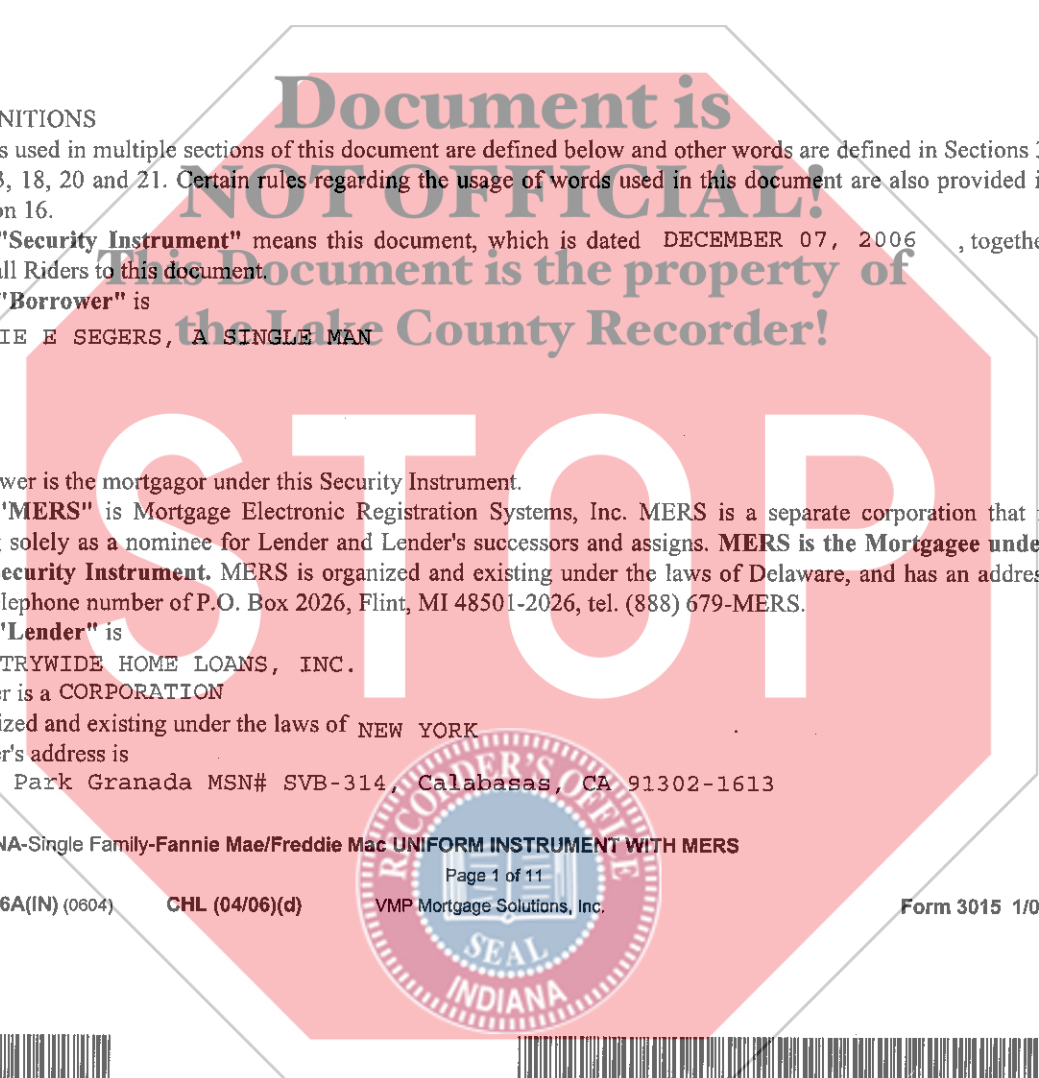 Document is
NITIONS
s used in multiple sections of this document are defined below and other words are defined in Sections 3
3, 18, 20 and 21. Certain rules regarding the usage of words used in this document are also provided i
NOT OFFICIAL!
on 16.
"Security Instrument" means this document, which is dated DECEMBER 07, 2006 , togethe
all Riders to this document.
This Document is the property of
"Borrower" is
IE E SEGERS, A SINGLE MAN
the Lake County Recorder!
STOP
wer is the mortgagor under this Security Instrument.
"MERS" is Mortgage Electronic Registration Systems, Inc. MERS is a separate corporation that
g solely as a nominee for Lender and Lender's successors and assigns. MERS is the Mortgagee unde
ecurity Instrument. MERS is organized and existing under the laws of Delaware, and has an addres
lephone number of P.O. Box 2026, Flint, MI 48501-2026, tel. (888) 679-MERS.
"Lender" is
TRYWIDE HOME LOANS, INC.
er is a CORPORATION
ized and existing under the laws of NEW YORK .
er's address is
Park Granada MSN# SVB-314, Calabasas, CA 91302-1613
RECORDER'S OFFICE
NA-Single Family-Fannie Mae/Freddie Mac UNIFORM INSTRUMENT WITH MERS
Page 1 of 11
6A(IN) (0604) CHL (04/06)(d) VMP Mortgage Solutions, Inc. Form 3015 1/0
SEAL
INDIANA